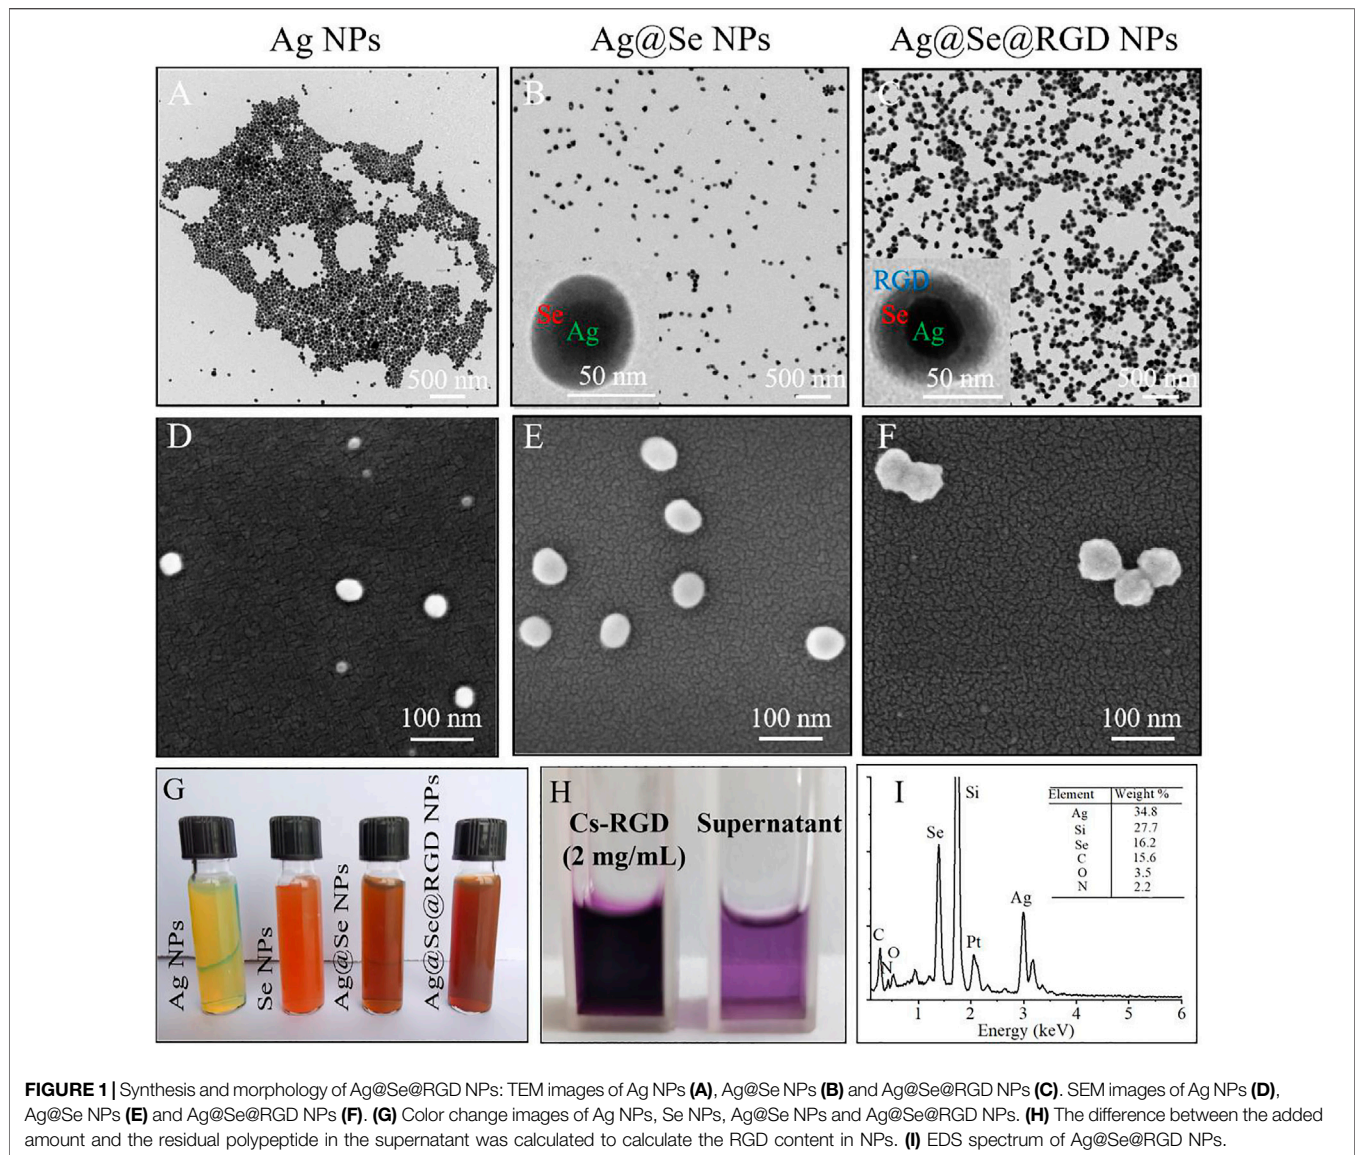 Ag NPs
Ag@Se NPs
Ag@Se@RGD NPs
A
B
C
Se
Ag
RGD
Se
Ag
500 nm
50 nm
500 nm
50 nm
500 nm
D
E
F
100 nm
100 nm
100 nm
G
Ag NPs
Se NPs
Ag@Se NPs
Ag@Se@RGD NPs
H
Cs-RGD
(2 mg/mL)
Supernatant
I
Si
Se
Ag
Pt
C
O
N
Element Weight %
Ag 34.8
Si 27.7
Se 16.2
C 15.6
O 3.5
N 2.2
1 2 3 4 5 6
Energy (keV)
FIGURE 1 | Synthesis and morphology of Ag@Se@RGD NPs: TEM images of Ag NPs (A), Ag@Se NPs (B) and Ag@Se@RGD NPs (C). SEM images of Ag NPs (D),
Ag@Se NPs (E) and Ag@Se@RGD NPs (F). (G) Color change images of Ag NPs, Se NPs, Ag@Se NPs and Ag@Se@RGD NPs. (H) The difference between the added
amount and the residual polypeptide in the supernatant was calculated to calculate the RGD content in NPs. (I) EDS spectrum of Ag@Se@RGD NPs.